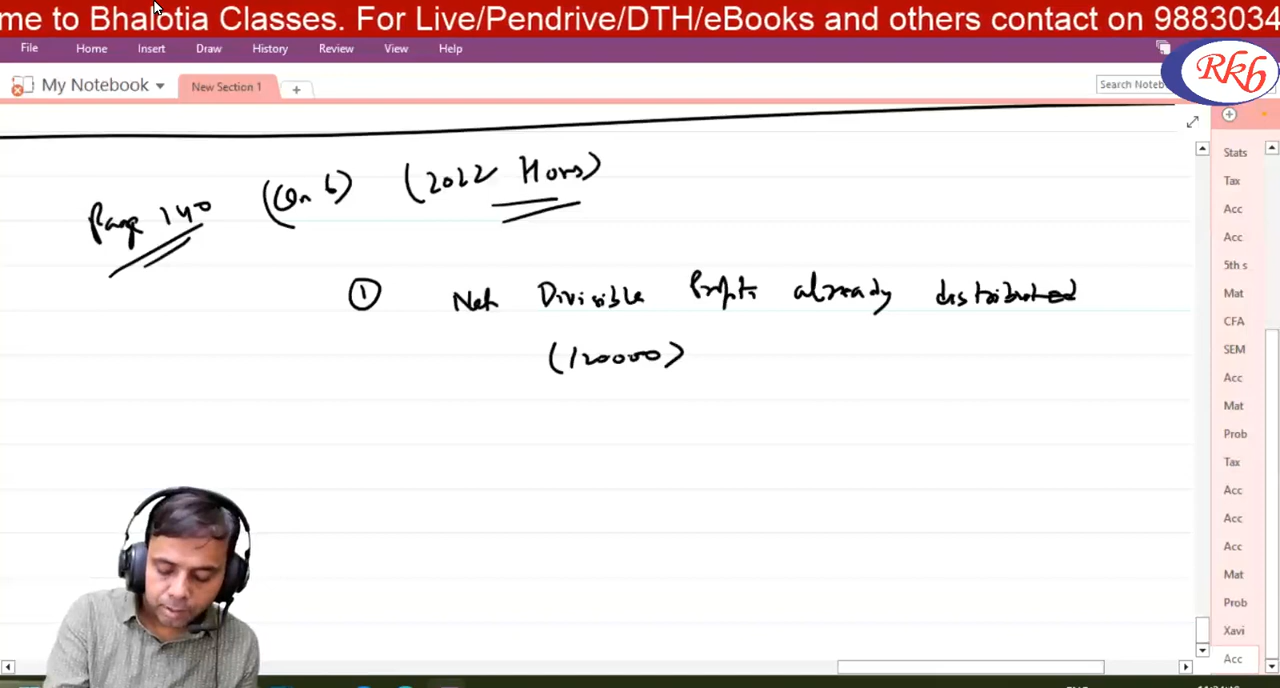 me to Bhalotia Classes. For Live/Pendrive/DTH/eBooks and others contact on 9883034
File Home Insert Draw History Review View Help
Rkb
My Notebook New Section 1 + Search Noteb
Page 140 (Qn 6) (2022 Hons)
① Net Divisible Profits already distributed
(120000)
Stats
Tax
Acc
Acc
5th s
Mat
CFA
SEM
Acc
Mat
Prob
Tax
Acc
Acc
Acc
Mat
Prob
Xavi
Acc